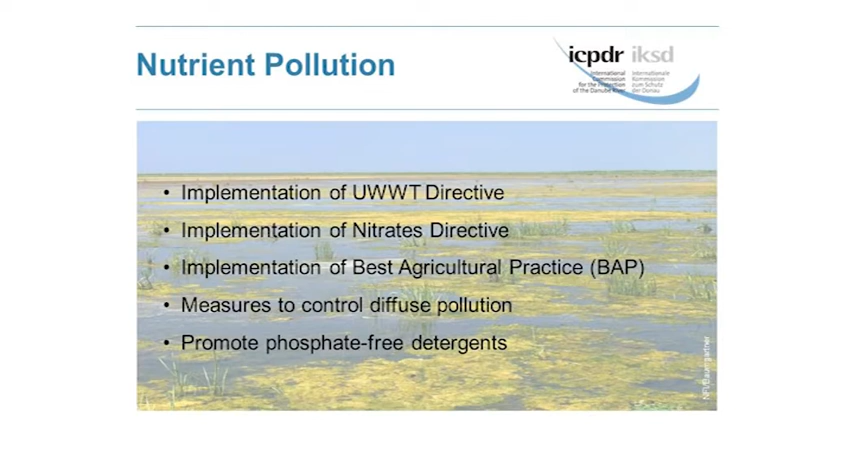 Nutrient Pollution
icpdr iksd
International Internationale
Commission Kommission
for the Protection zum Schutz
of the Danube River der Donau
• Implementation of UWWT Directive
• Implementation of Nitrates Directive
• Implementation of Best Agricultural Practice (BAP)
• Measures to control diffuse pollution
• Promote phosphate-free detergents
NFI/Baumgartner